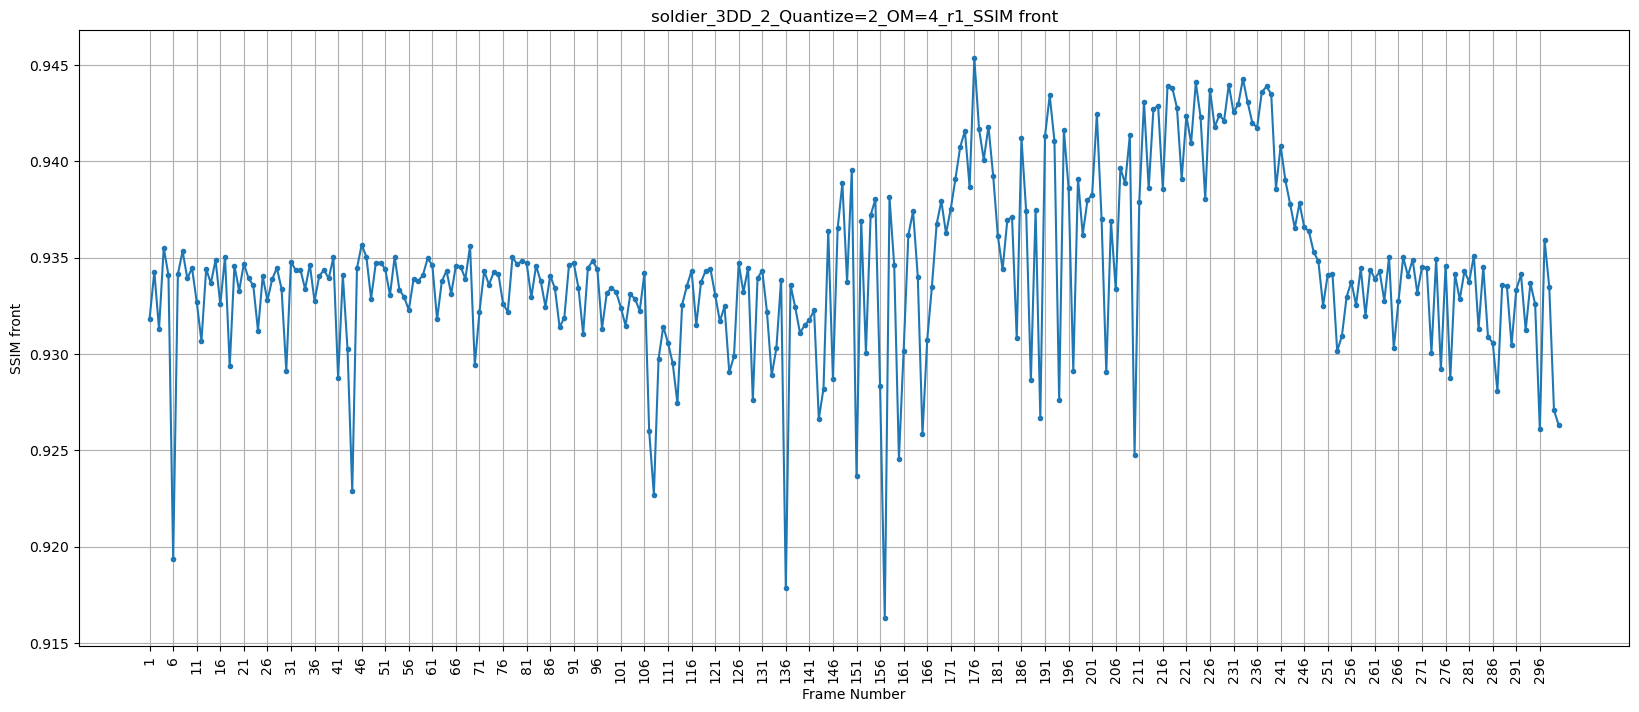 soldier_3DD_2_Quantize=2_OM=4_r1_SSIM front
SSIM front
0.945
0.940
0.935
0.930
0.925
0.920
0.915
1 6 11 16 21 26 31 36 41 46 51 56 61 66 71 76 81 86 91 96 101 106 111 116 121 126 131 136 141 146 151 156 161 166 171 176 181 186 191 196 201 206 211 216 221 226 231 236 241 246 251 256 261 266 271 276 281 286 291 296
Frame Number